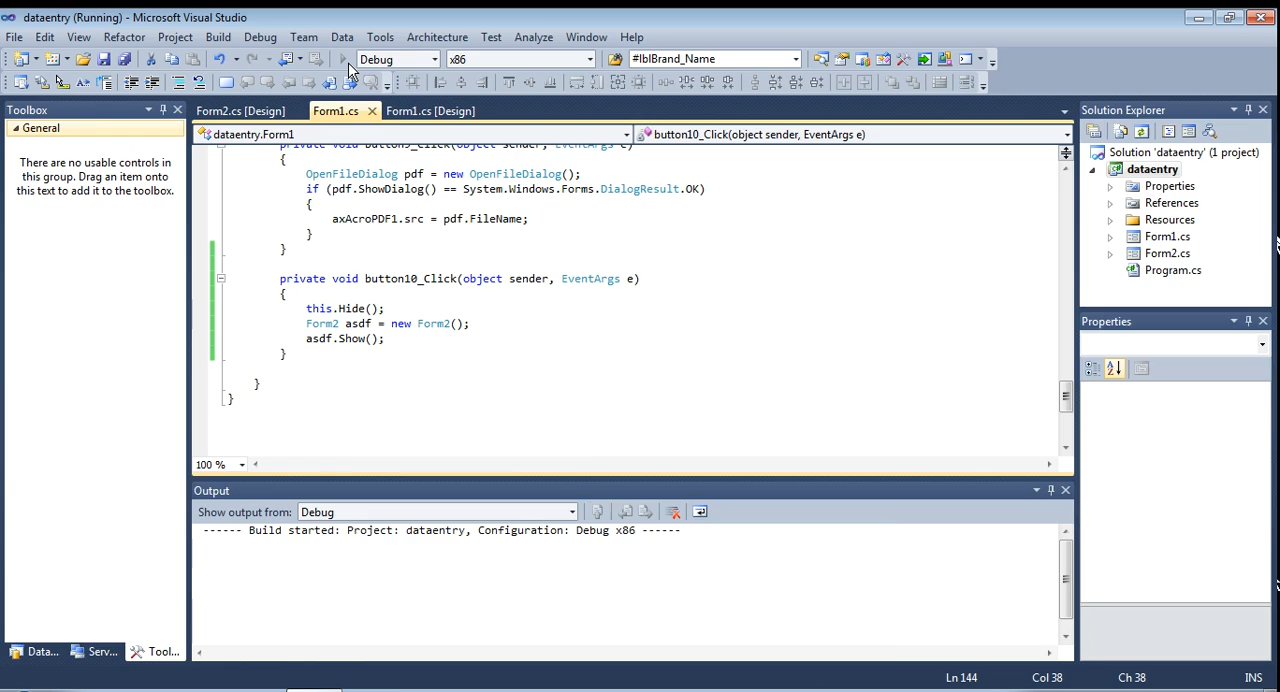 dataentry (Running) - Microsoft Visual Studio
File Edit View Refactor Project Build Debug Team Data Tools Architecture Test Analyze Window Help
Debug x86 #lblBrand_Name
Toolbox
General
There are no usable controls in
this group. Drag an item onto
this text to add it to the toolbox.
Data... Serv... Tool...
Form2.cs [Design] Form1.cs Form1.cs [Design]
dataentry.Form1 button10_Click(object sender, EventArgs e)
private void button9_Click(object sender, EventArgs e)
{
OpenFileDialog pdf = new OpenFileDialog();
if (pdf.ShowDialog() == System.Windows.Forms.DialogResult.OK)
{
axAcroPDF1.src = pdf.FileName;
}
}
private void button10_Click(object sender, EventArgs e)
{
this.Hide();
Form2 asdf = new Form2();
asdf.Show();
}
}
}
100 %
Output
Show output from: Debug
------ Build started: Project: dataentry, Configuration: Debug x86 ------
Solution Explorer
Solution 'dataentry' (1 project)
dataentry
Properties
References
Resources
Form1.cs
Form2.cs
Program.cs
Properties
Ln 144 Col 38 Ch 38 INS